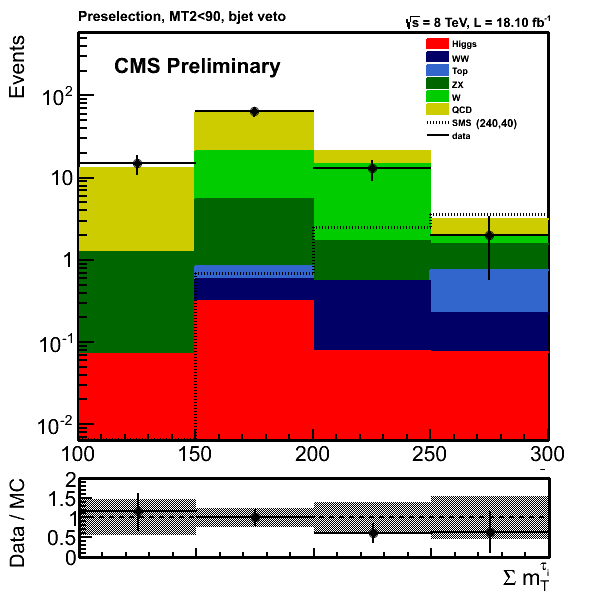 Preselection, MT2<90, bjet veto
√s = 8 TeV, L = 18.10 fb⁻¹
Events
CMS Preliminary
Higgs
WW
Top
ZX
W
QCD
SMS (240,40)
data
10²
10
1
10⁻¹
10⁻²
100 150 200 250 300
Data / MC
2
1.5
1
0.5
0
Σ m_T^{τ_i}